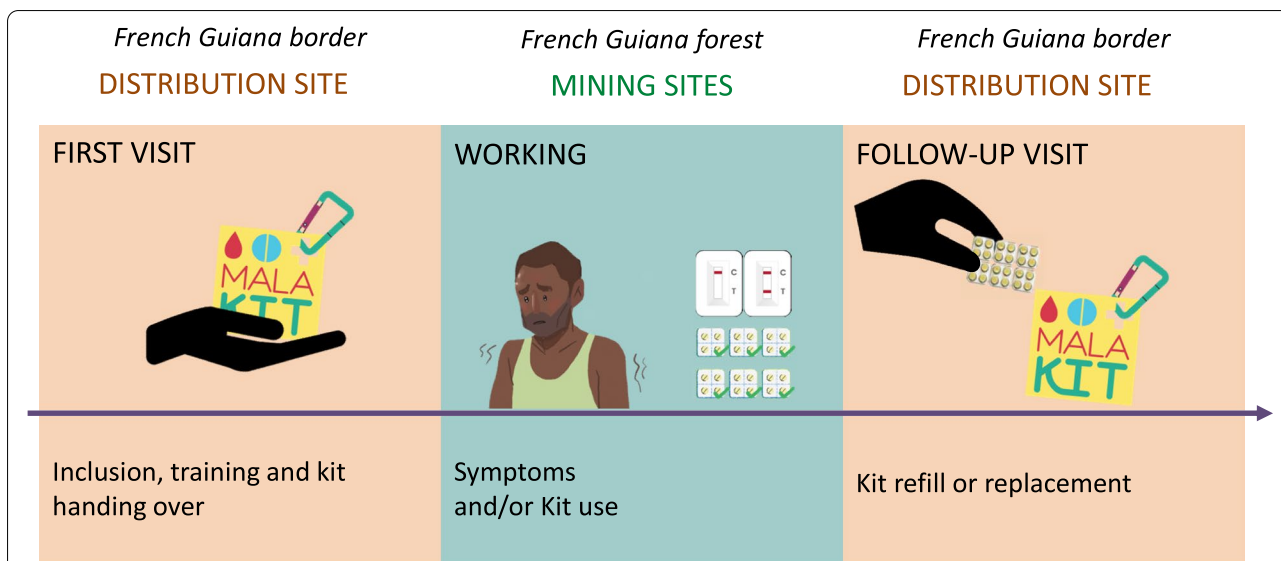 French Guiana border
DISTRIBUTION SITE
French Guiana forest
MINING SITES
French Guiana border
DISTRIBUTION SITE
FIRST VISIT
MALA
KIT
Inclusion, training and kit
handing over
WORKING
C
T
C
T
Symptoms
and/or Kit use
FOLLOW-UP VISIT
MALA
KIT
Kit refill or replacement